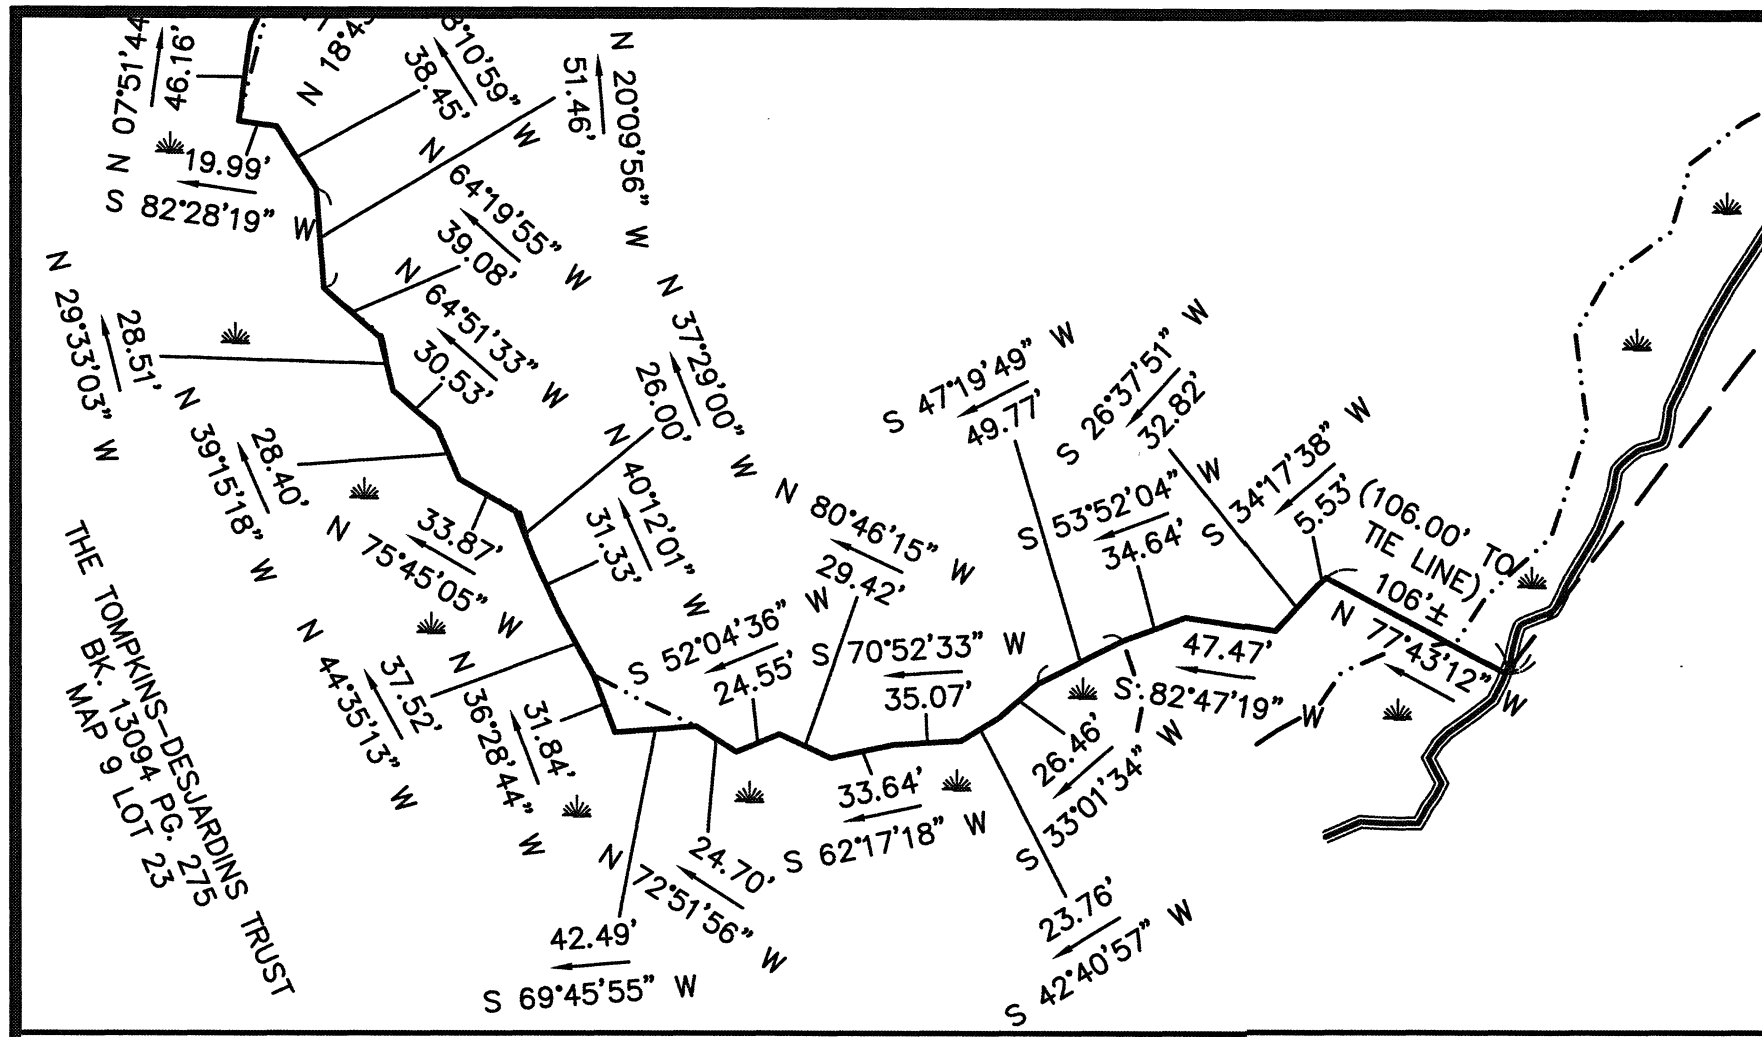 N 07°51'44
46.16'
19.99'
S 82°28'19" W
N 18°4
8°10'59" W
38.45'
N 20°09'56" W
51.46'
N 64°19'55" W
39.08'
N 29°33'03" W
28.51'
N 64°51'33" W
30.53'
N 39°15'18" W
28.40'
N 37°29'00" W
26.00'
33.87'
N 75°45'05" W
N 40°12'01" W
31.33'
N 44°35'13" W
37.52'
N 36°28'44" W
31.84'
THE TOMPKINS-DESJARDINS TRUST
BK. 13094 PG. 275
MAP 9 LOT 23
42.49'
S 69°45'55" W
24.70'
N 72°51'56" W
S 52°04'36" W
24.55'
N 80°46'15" W
29.42'
33.64'
S 62°17'18" W
S 70°52'33" W
35.07'
23.76'
S 42°40'57" W
26.46'
S 33°01'34" W
S 47°19'49" W
49.77'
S 53°52'04" W
34.64'
47.47'
S 82°47'19" W
S 26°37'51" W
32.82'
S 34°17'38" W
5.53'
(106.00' TO
TIE LINE)
106'±
N 77°43'12" W